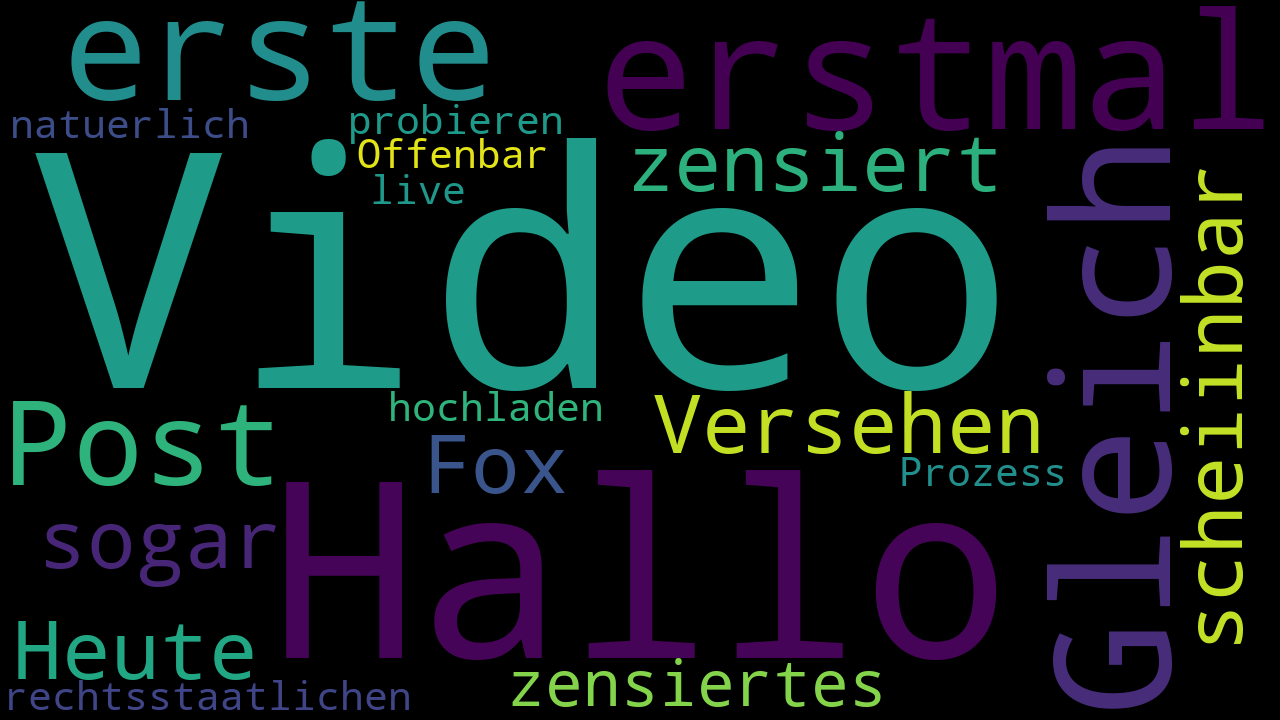 erste
erstmal
natuerlich
probieren
Offenbar
zensiert
live
Video
Gleich
scheiinbar
Post
hochladen
Versehen
Fox
Prozess
sogar
Hallo
Heute
zensiertes
rechtsstaatlichen